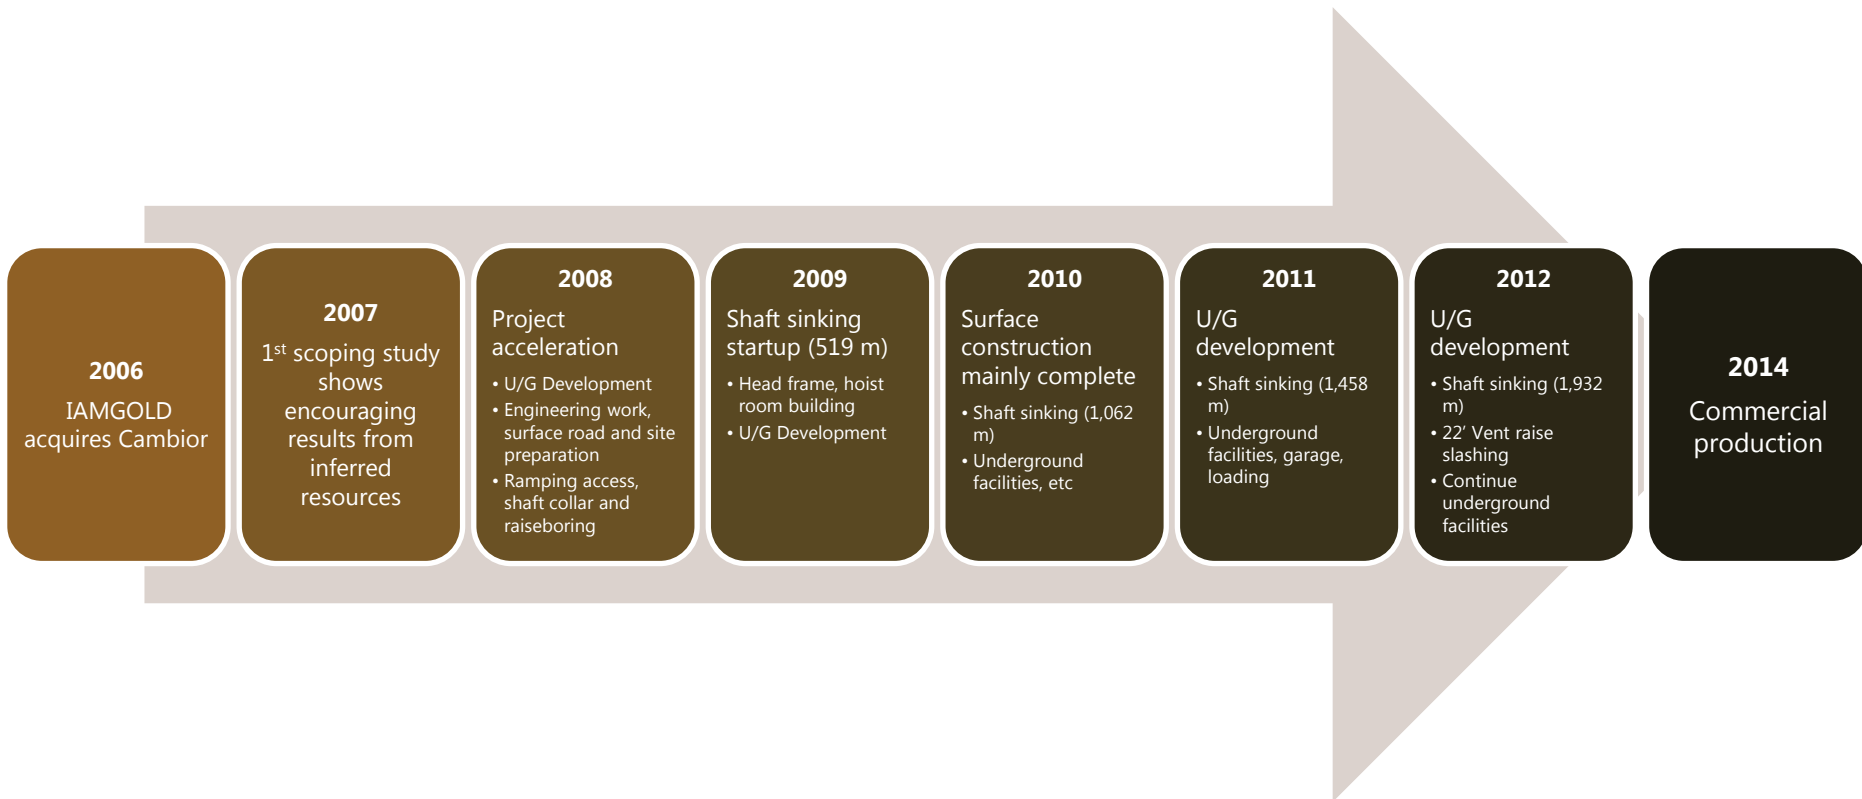 2006
IAMGOLD
acquires Cambior
2007
1st scoping study
shows
encouraging
results from
inferred
resources
2008
Project
acceleration
• U/G Development
• Engineering work,
surface road and site
preparation
• Ramping access,
shaft collar and
raiseboring
2009
Shaft sinking
startup (519 m)
• Head frame, hoist
room building
• U/G Development
2010
Surface
construction
mainly complete
• Shaft sinking (1,062
m)
• Underground
facilities, etc
2011
U/G
development
• Shaft sinking (1,458
m)
• Underground
facilities, garage,
loading
2012
U/G
development
• Shaft sinking (1,932
m)
• 22’ Vent raise
slashing
• Continue
underground
facilities
2014
Commercial
production